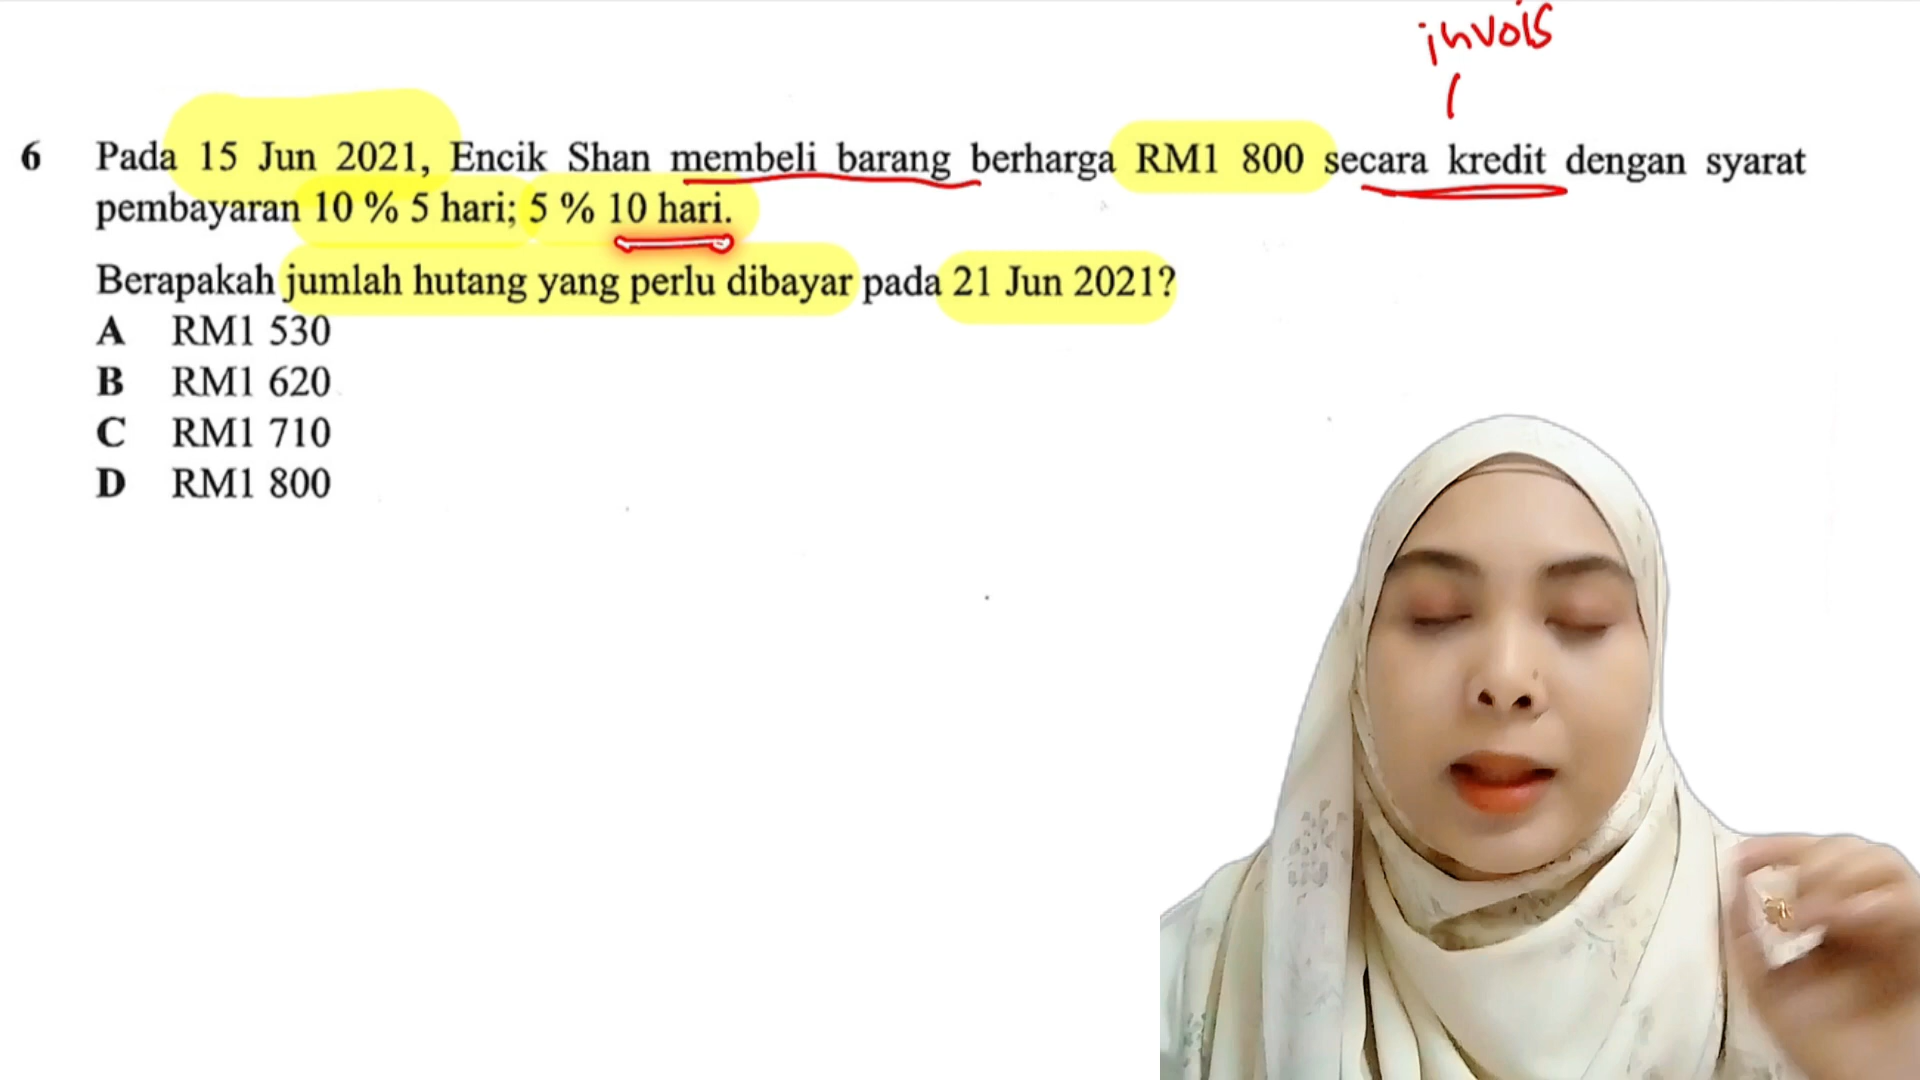 invois
6 Pada 15 Jun 2021, Encik Shan membeli barang berharga RM1 800 secara kredit dengan syarat
pembayaran 10 % 5 hari; 5 % 10 hari.
Berapakah jumlah hutang yang perlu dibayar pada 21 Jun 2021?
A RM1 530
B RM1 620
C RM1 710
D RM1 800